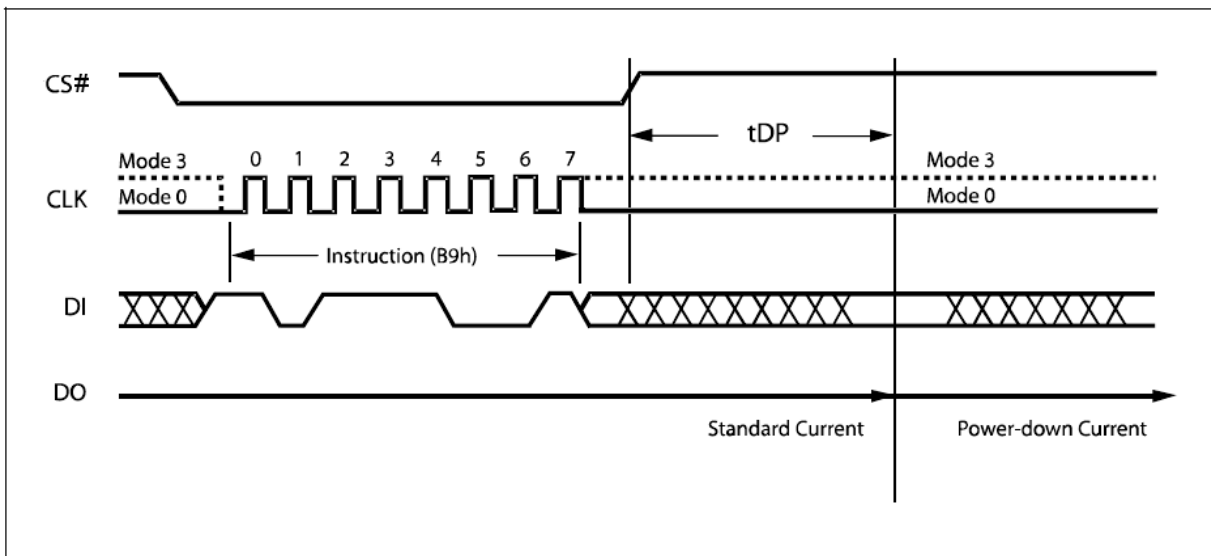 CS#
tDP
Mode 3 0 1 2 3 4 5 6 7 Mode 3
CLK Mode 0 Mode 0
Instruction (B9h)
DI
DO
Standard Current Power-down Current